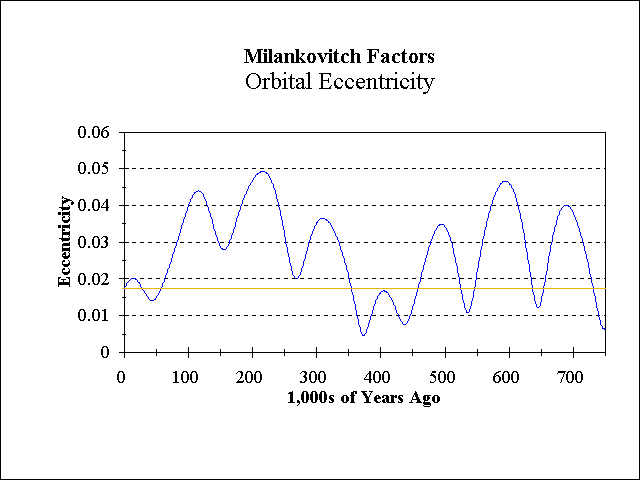 Milankovitch Factors
Orbital Eccentricity
0.06
0.05
0.04
0.03
0.02
0.01
0
Eccentricity
0 100 200 300 400 500 600 700
1,000s of Years Ago